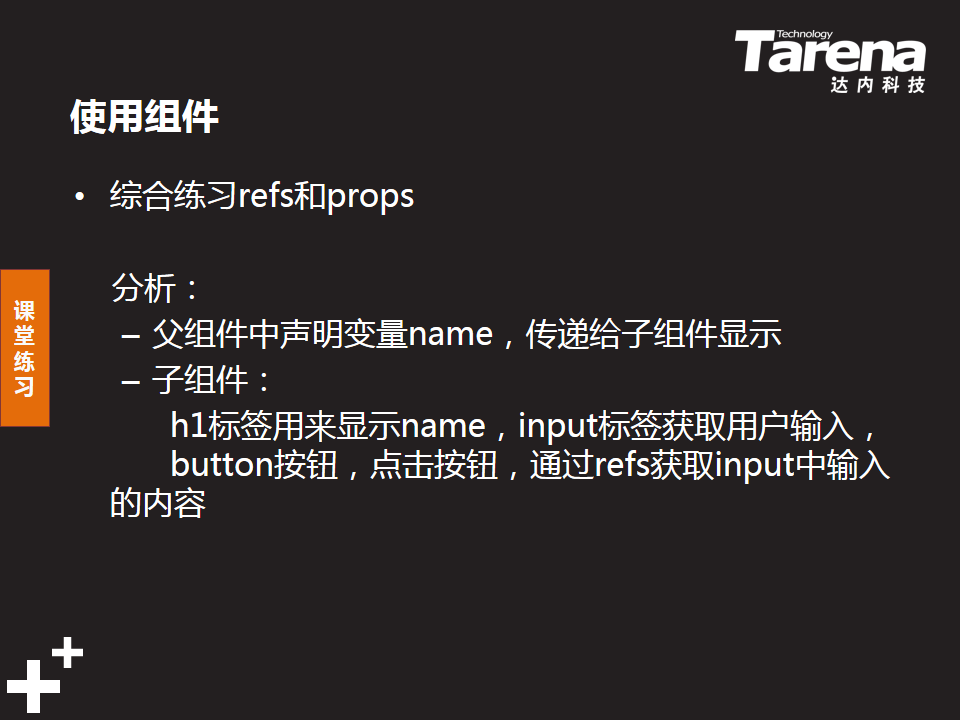 Technology
Tarena
达内科技
使用组件
• 综合练习refs和props
分析：
– 父组件中声明变量name，传递给子组件显示
– 子组件：
h1标签用来显示name，input标签获取用户输入，
button按钮，点击按钮，通过refs获取input中输入
的内容
课
堂
练
习